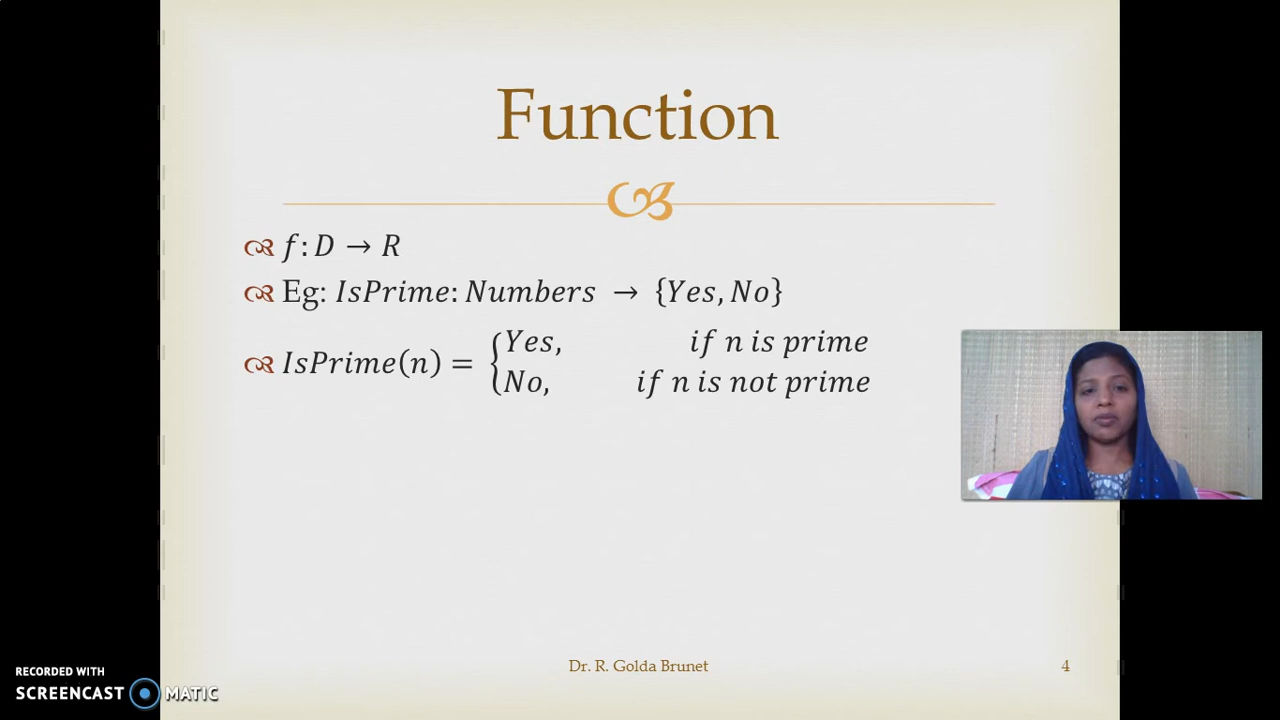 Function
f: D → R
Eg: IsPrime: Numbers → {Yes, No}
IsPrime(n) = { Yes, if n is prime
No, if n is not prime
Dr. R. Golda Brunet 4
RECORDED WITH
SCREENCAST MATIC